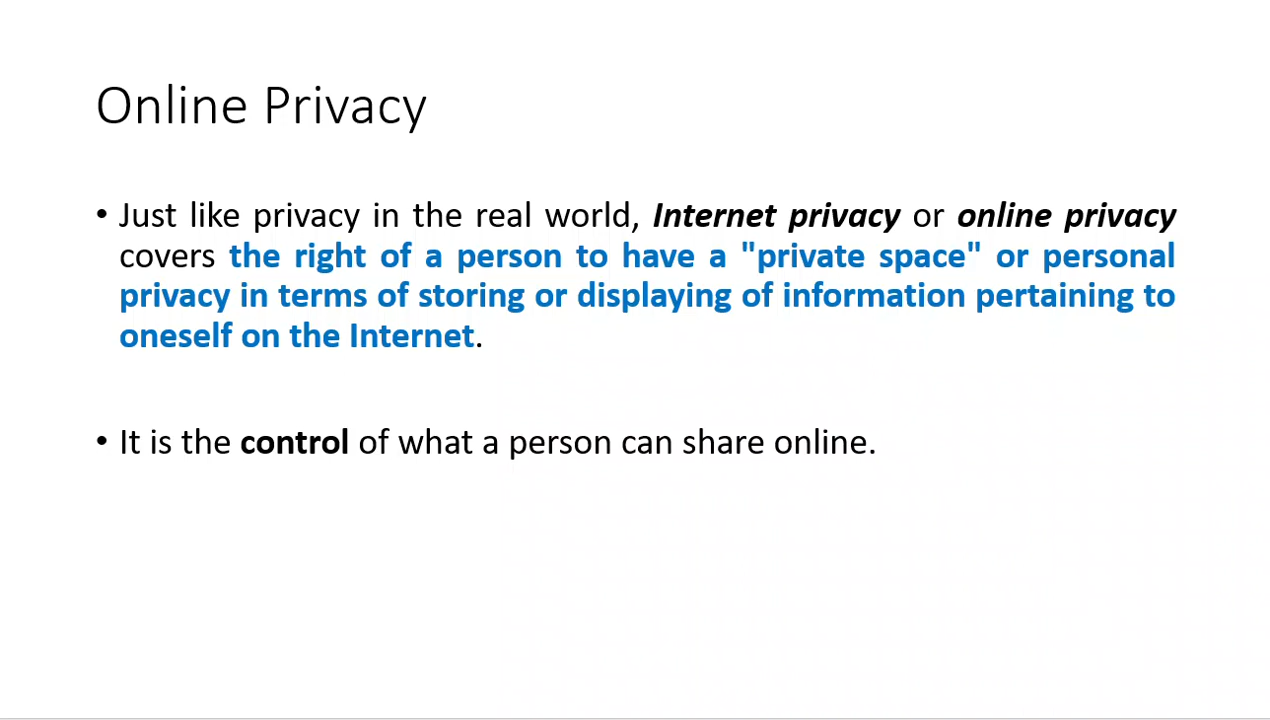 Online Privacy
• Just like privacy in the real world, Internet privacy or online privacy
covers the right of a person to have a "private space" or personal
privacy in terms of storing or displaying of information pertaining to
oneself on the Internet.
• It is the control of what a person can share online.